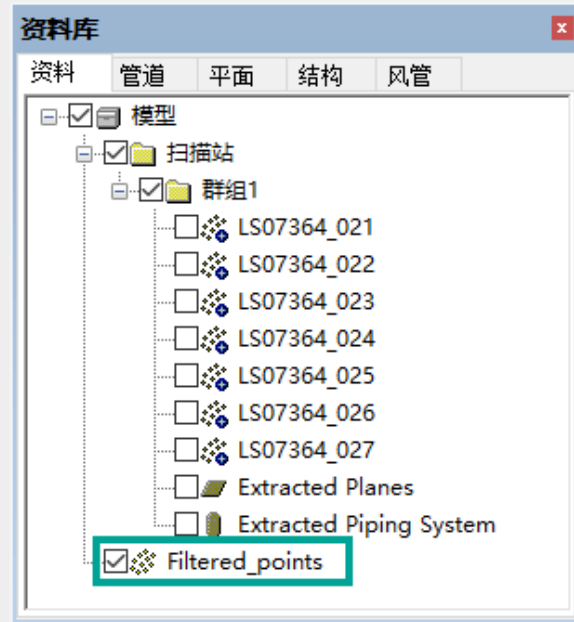 资料库
资料 管道 平面 结构 风管
模型
扫描站
群组1
LS07364_021
LS07364_022
LS07364_023
LS07364_024
LS07364_025
LS07364_026
LS07364_027
Extracted Planes
Extracted Piping System
Filtered_points